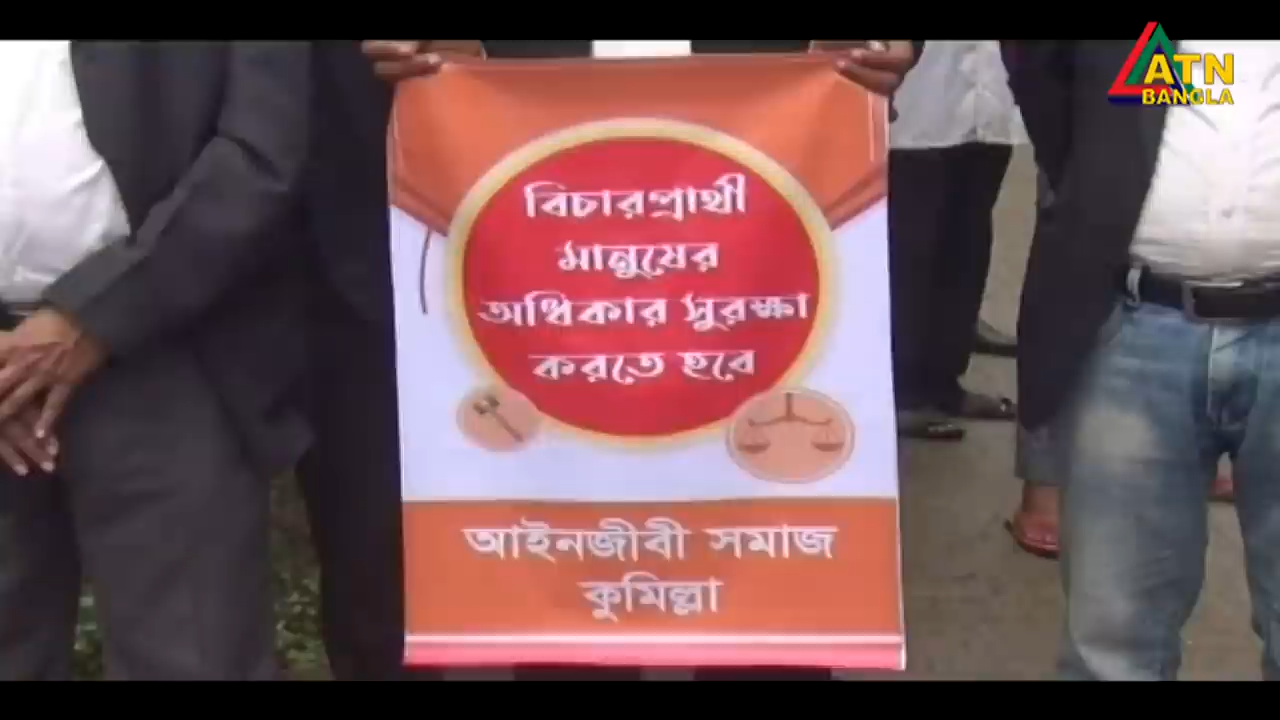 ATN
BANGLA
বিচারপ্রার্থী
মানুষের
অধিকার সুরক্ষা
করতে হবে
আইনজীবী সমাজ
কুমিল্লা